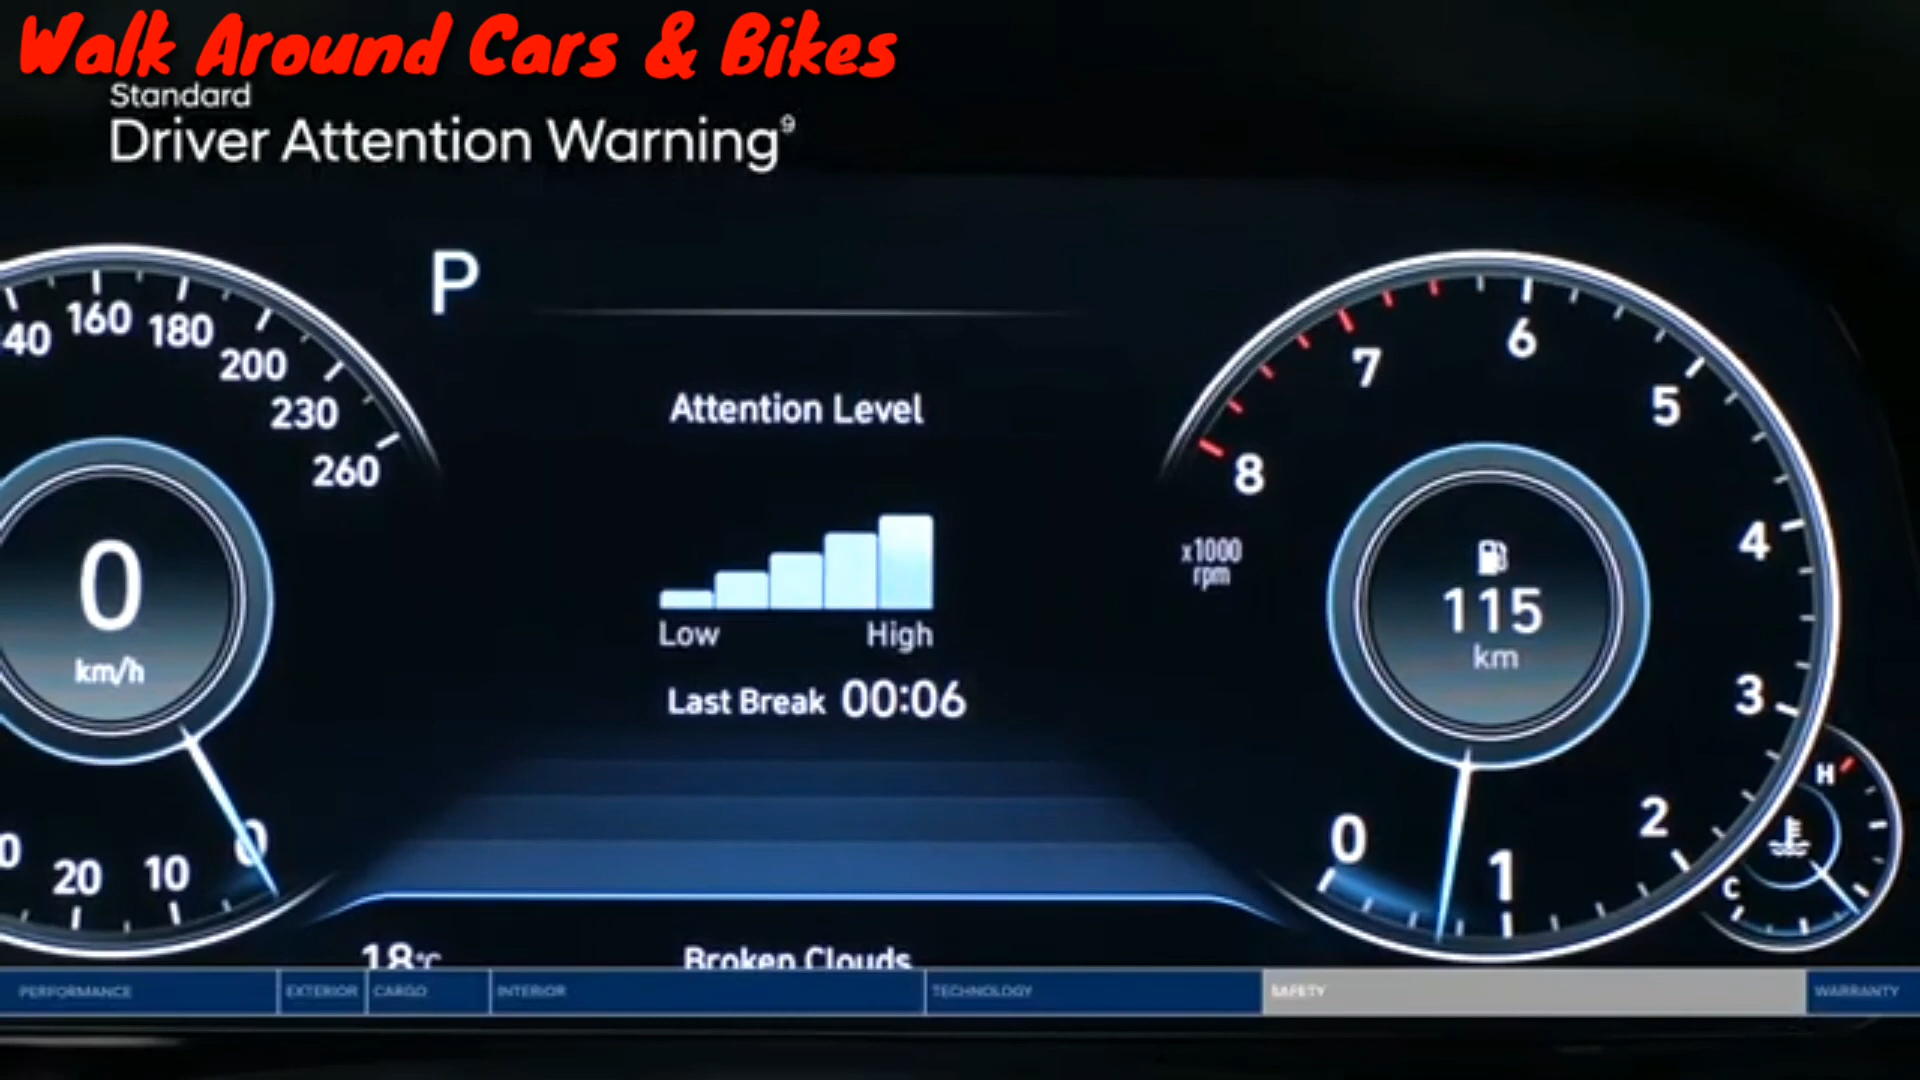 Walk Around Cars & Bikes
Standard
Driver Attention Warning⁹
P
40 160 180 200 230 260
0
km/h
0 20 10 0
Attention Level
Low High
Last Break 00:06
8 7 6 5 4 3 2 1 0
x1000
rpm
115
km
H
C
18°C Broken Clouds
PERFORMANCE EXTERIOR CARGO INTERIOR TECHNOLOGY SAFETY WARRANTY